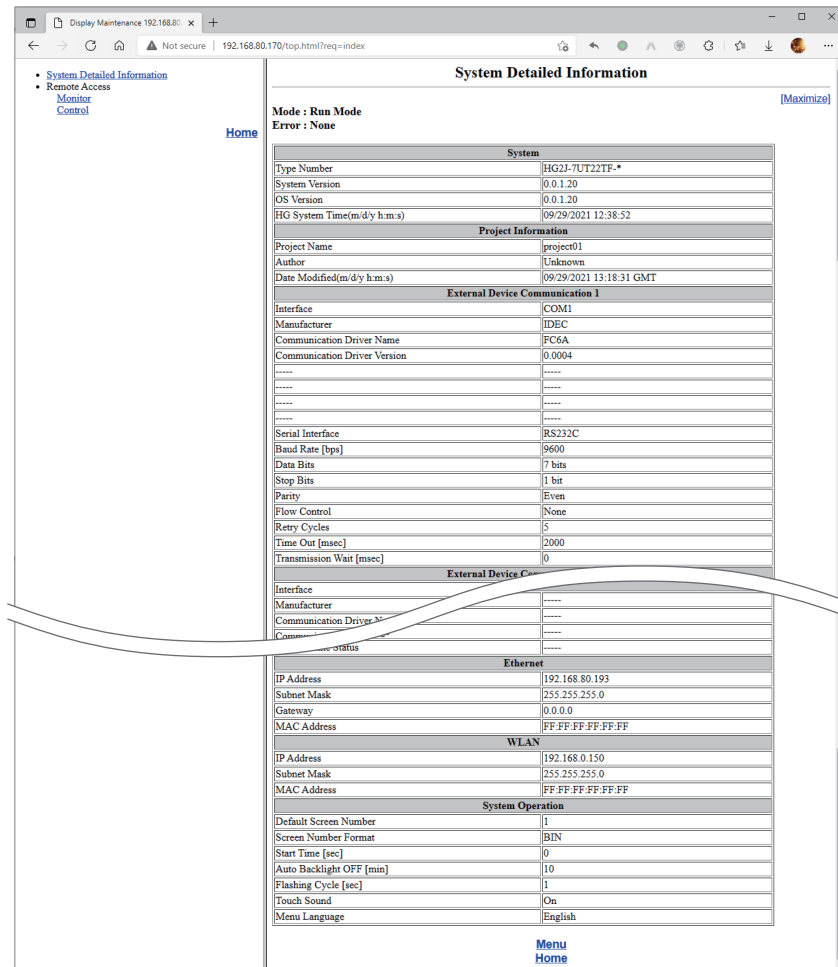 Display Maintenance 192.168.80
Not secure 192.168.80.170/top.html?req=index
System Detailed Information
Remote Access
Monitor
Control
Home
System Detailed Information
[Maximize]
Mode : Run Mode
Error : None
System
Type Number HG2J-7UT22TF-*
System Version 0.0.1.20
OS Version 0.0.1.20
HG System Time(m/d/y h:m:s) 09/29/2021 12:38:52
Project Information
Project Name project01
Author Unknown
Date Modified(m/d/y h:m:s) 09/29/2021 13:18:31 GMT
External Device Communication 1
Interface COM1
Manufacturer IDEC
Communication Driver Name FC6A
Communication Driver Version 0.0004
----- -----
----- -----
----- -----
----- -----
Serial Interface RS232C
Baud Rate [bps] 9600
Data Bits 7 bits
Stop Bits 1 bit
Parity Even
Flow Control None
Retry Cycles 5
Time Out [msec] 2000
Transmission Wait [msec] 0
External Device
Interface
Manufacturer -----
Communication Driver -----
-----
Status -----
Ethernet
IP Address 192.168.80.193
Subnet Mask 255.255.255.0
Gateway 0.0.0.0
MAC Address FF:FF:FF:FF:FF:FF
WLAN
IP Address 192.168.0.150
Subnet Mask 255.255.255.0
MAC Address FF:FF:FF:FF:FF:FF
System Operation
Default Screen Number 1
Screen Number Format BIN
Start Time [sec] 0
Auto Backlight OFF [min] 10
Flashing Cycle [sec] 1
Touch Sound On
Menu Language English
Menu
Home